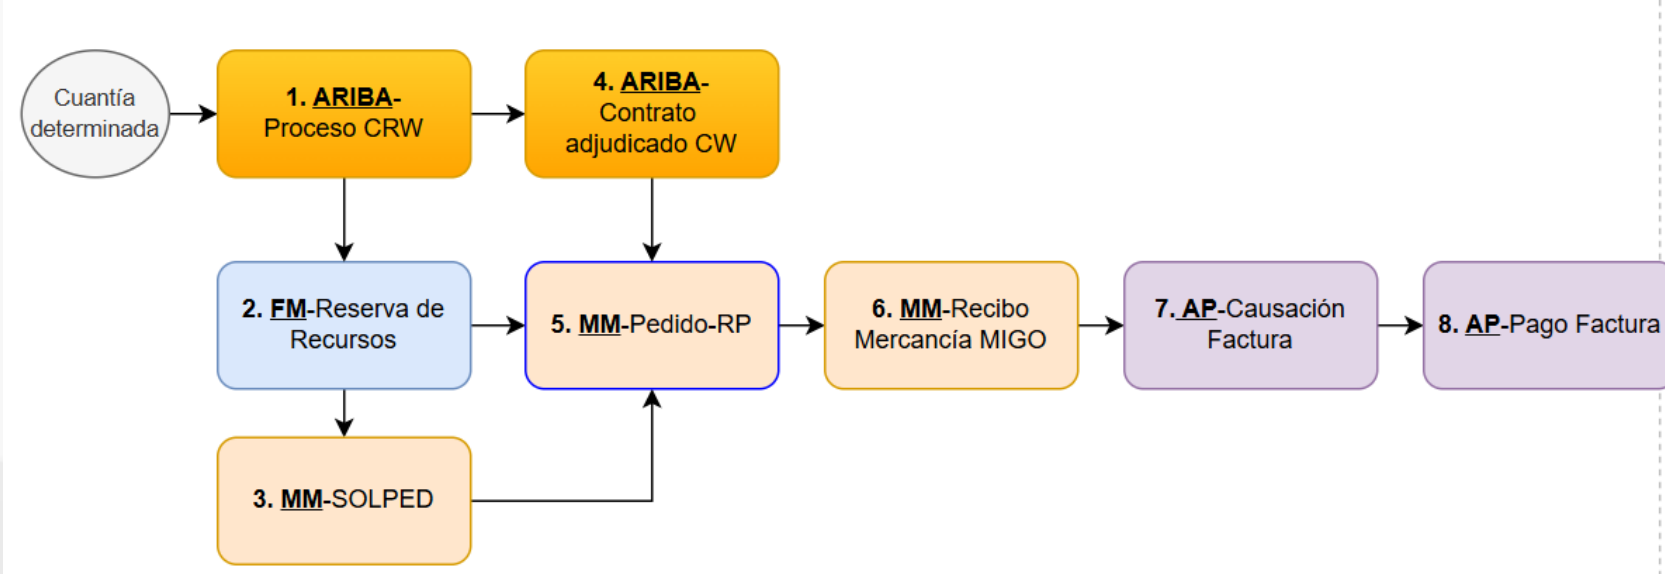 Cuantía
determinada
1. ARIBA-
Proceso CRW
4. ARIBA-
Contrato
adjudicado CW
2. FM-Reserva de
Recursos
5. MM-Pedido-RP
6. MM-Recibo
Mercancía MIGO
7. AP-Causación
Factura
8. AP-Pago Factura
3. MM-SOLPED